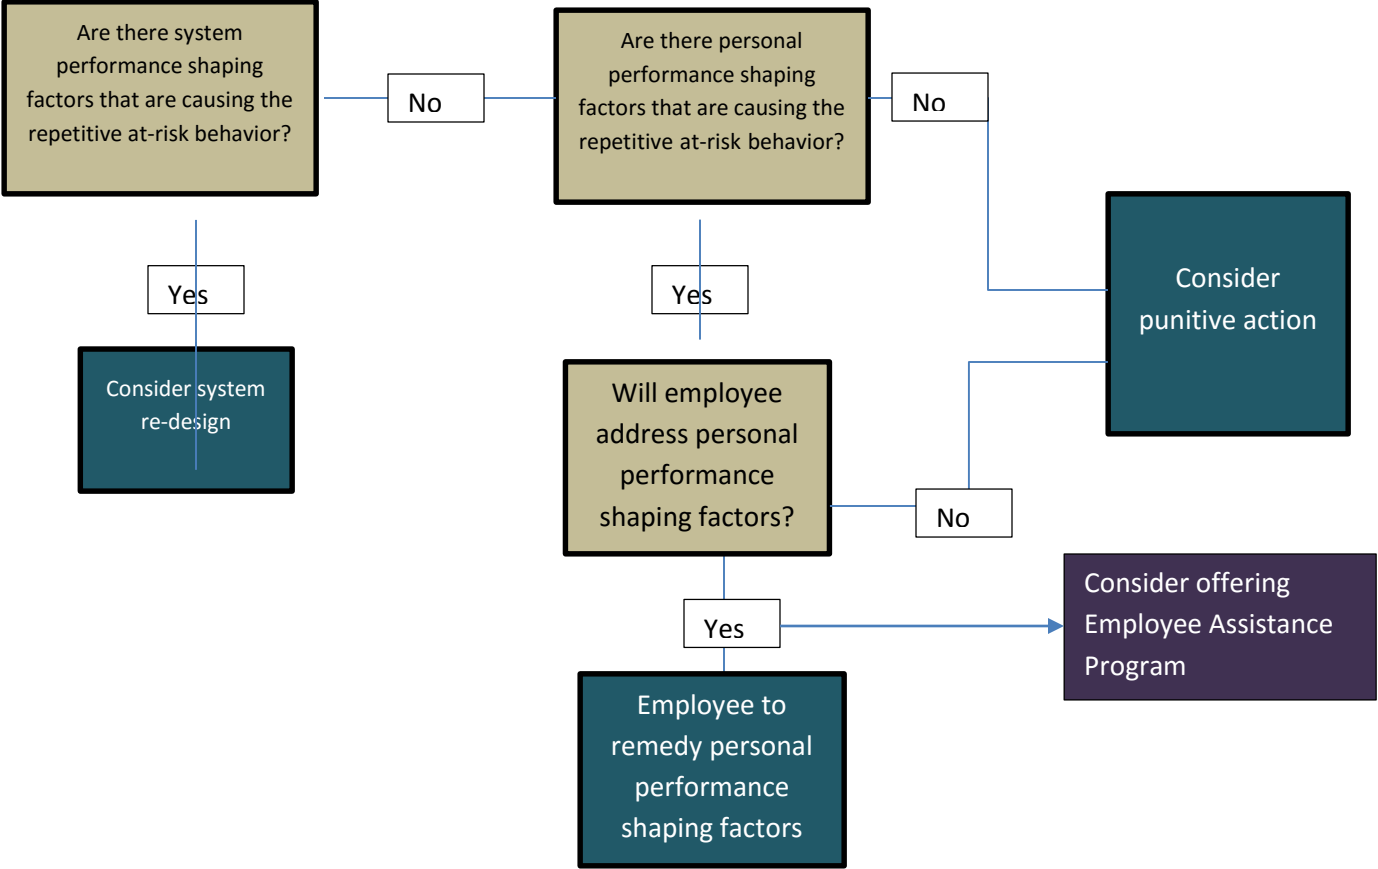 Are there system
performance shaping
factors that are causing the
repetitive at-risk behavior?
No
Are there personal
performance shaping
factors that are causing the
repetitive at-risk behavior?
No
Yes
Yes
Consider
punitive action
Consider system
re-design
Will employee
address personal
performance
shaping factors?
No
Yes
Consider offering
Employee Assistance
Program
Employee to
remedy personal
performance
shaping factors